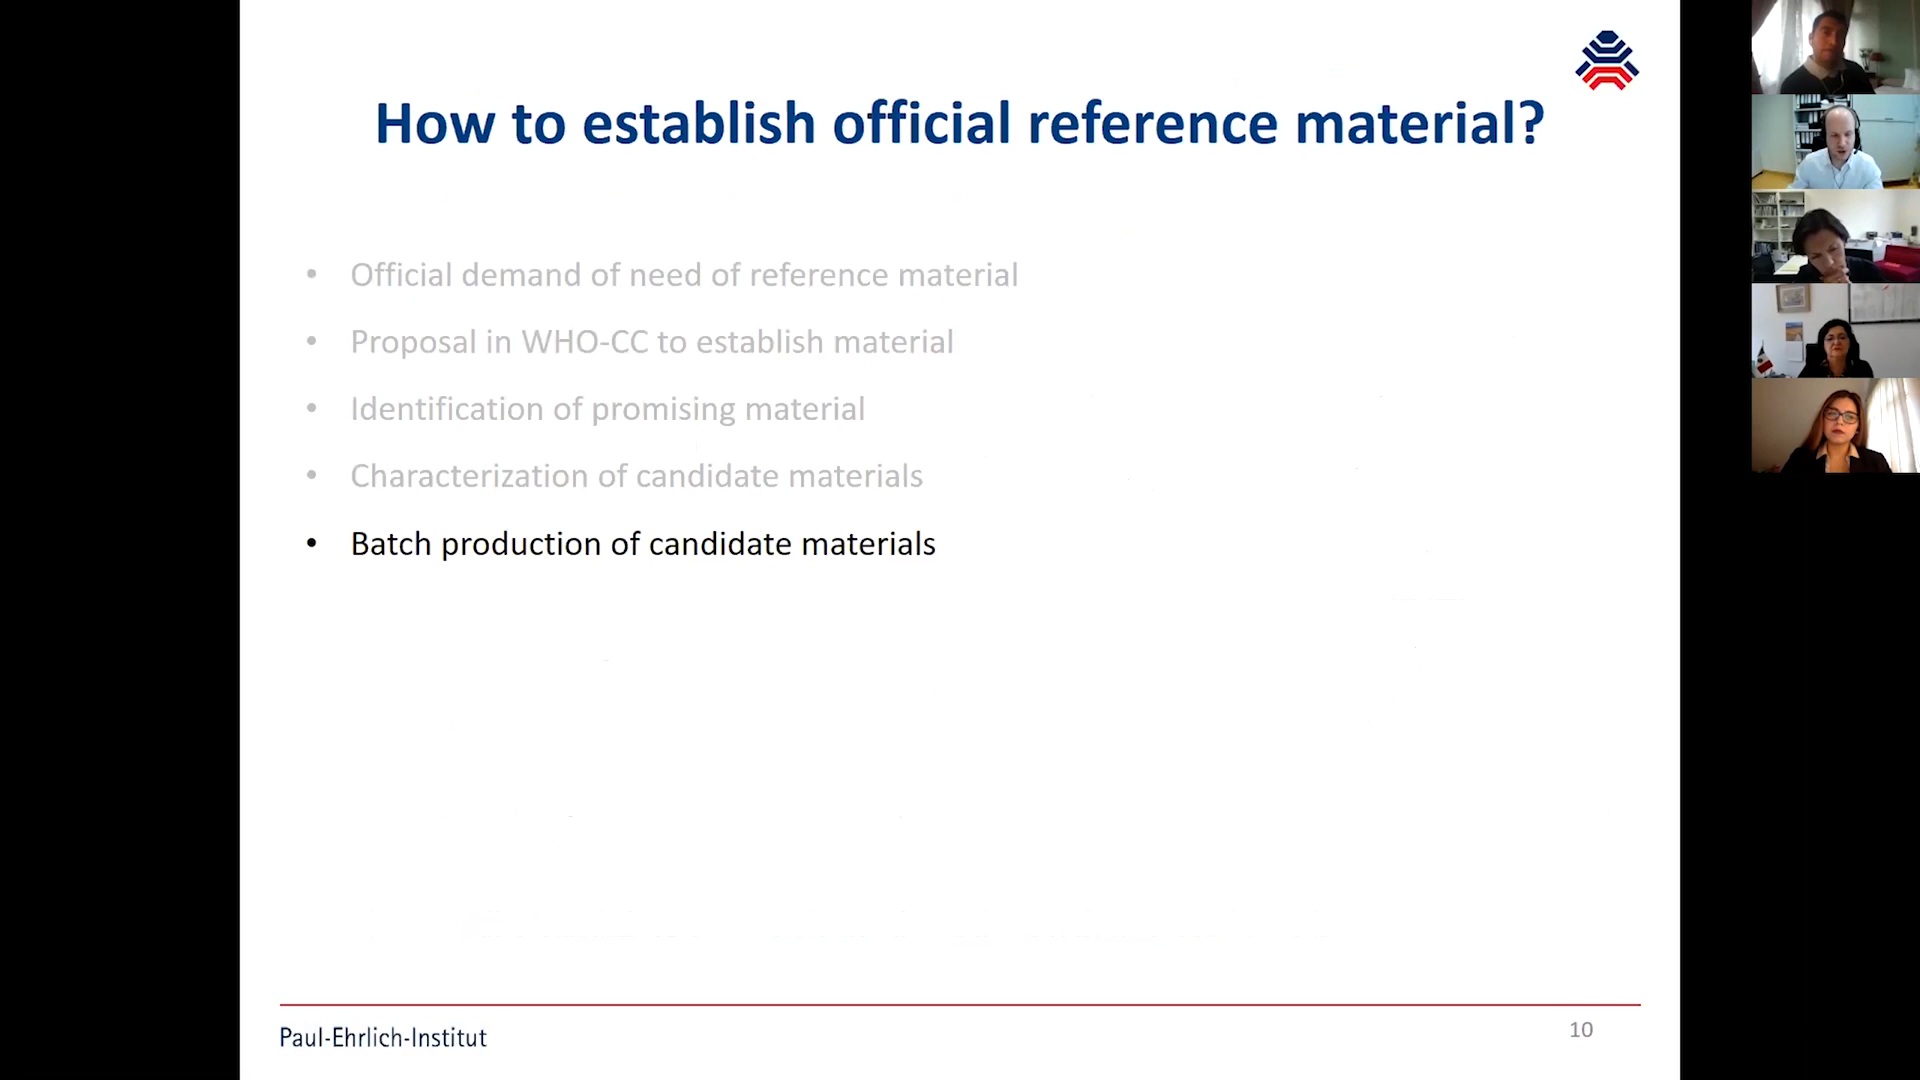 How to establish official reference material?
• Official demand of need of reference material
• Proposal in WHO-CC to establish material
• Identification of promising material
• Characterization of candidate materials
• Batch production of candidate materials
Paul-Ehrlich-Institut
10